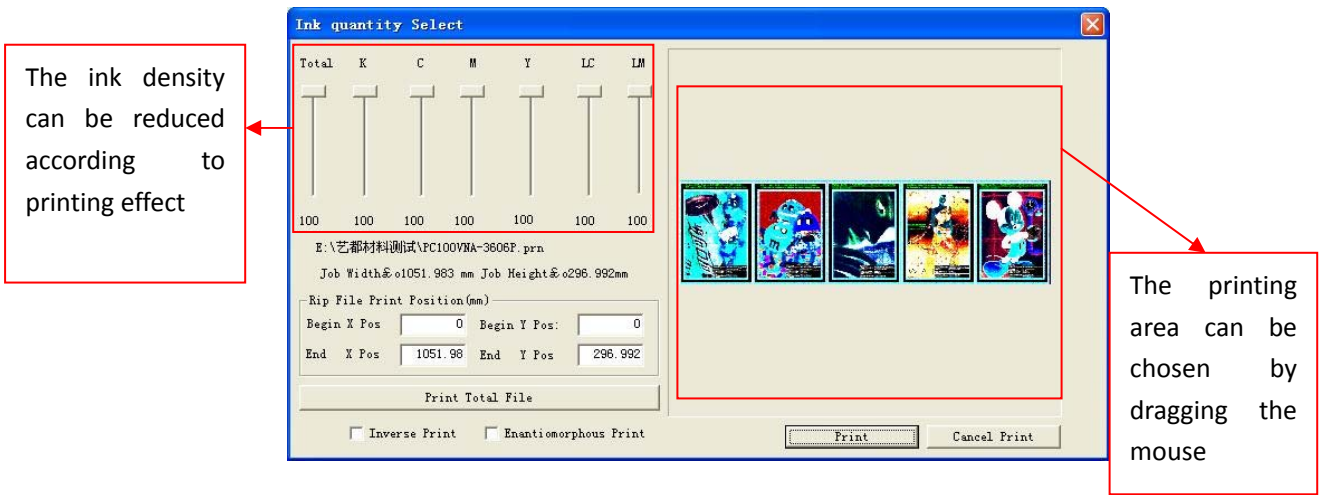 Ink quantity Select
The ink density
can be reduced
according to
printing effect
Total K C M Y LC LM
100 100 100 100 100 100 100
E:\艺都材料测试\PC100VNA-3606P.prn
Job Width￡o1051.983 mm Job Height￡o296.992mm
Rip File Print Position(mm)
Begin X Pos 0 Begin Y Pos: 0
End X Pos 1051.98 End Y Pos 296.992
Print Total File
Inverse Print Enantiomorphous Print
Print Cancel Print
The printing
area can be
chosen by
dragging the
mouse